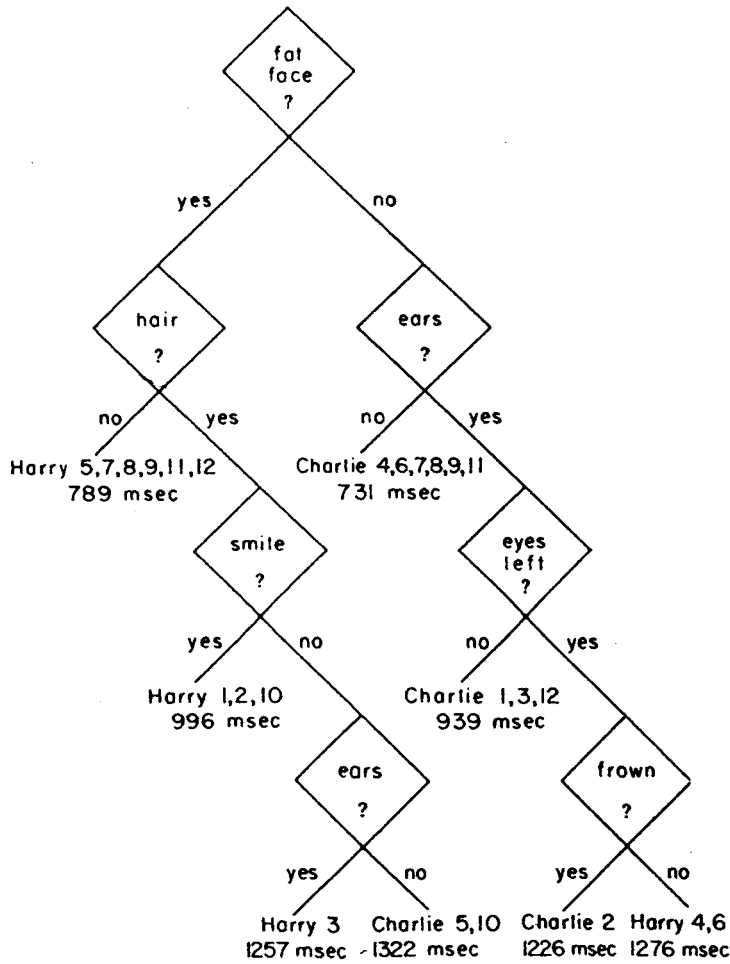 fat
face
?
yes
no
hair
?
ears
?
no
yes
no
yes
Harry 5,7,8,9,11,12
789 msec
Charlie 4,6,7,8,9,11
731 msec
smile
?
eyes
left
?
yes
no
no
yes
Harry 1,2,10
996 msec
Charlie 1,3,12
939 msec
ears
?
frown
?
yes
no
yes
no
Harry 3
1257 msec
Charlie 5,10
1322 msec
Charlie 2
1226 msec
Harry 4,6
1276 msec